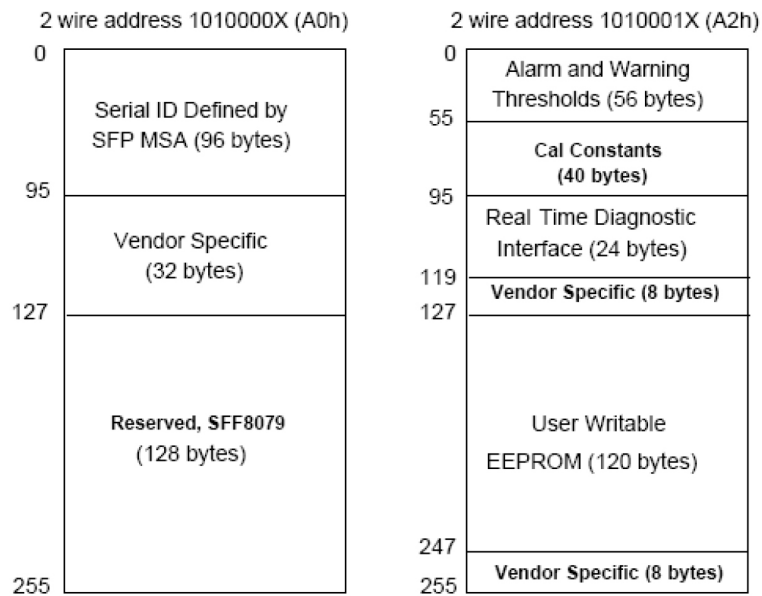 2 wire address 1010000X (A0h)
0
Serial ID Defined by
SFP MSA (96 bytes)
95
Vendor Specific
(32 bytes)
127
Reserved, SFF8079
(128 bytes)
255
2 wire address 1010001X (A2h)
0
Alarm and Warning
Thresholds (56 bytes)
55
Cal Constants
(40 bytes)
95
Real Time Diagnostic
Interface (24 bytes)
119
Vendor Specific (8 bytes)
127
User Writable
EEPROM (120 bytes)
247
Vendor Specific (8 bytes)
255